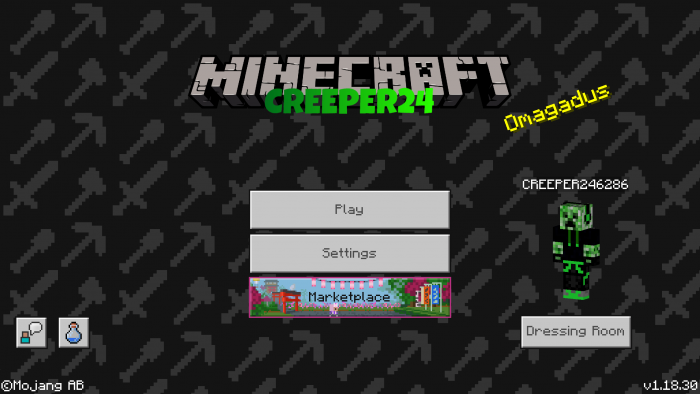 MINECRAFT
CREEPER24
Omagadus
CREEPER246286
Play
Settings
Marketplace
Dressing Room
©Mojang AB
v1.18.30